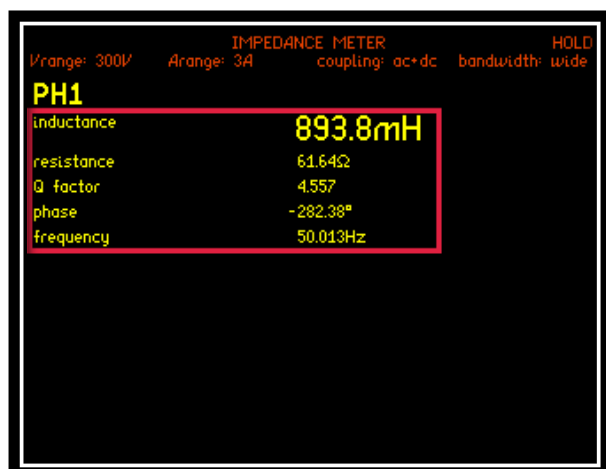 IMPEDANCE METER HOLD
Vrange: 300V Arange: 3A coupling: ac+dc bandwidth: wide
PH1
inductance 893.8mH
resistance 61.64Ω
Q factor 4.557
phase -282.38°
frequency 50.013Hz